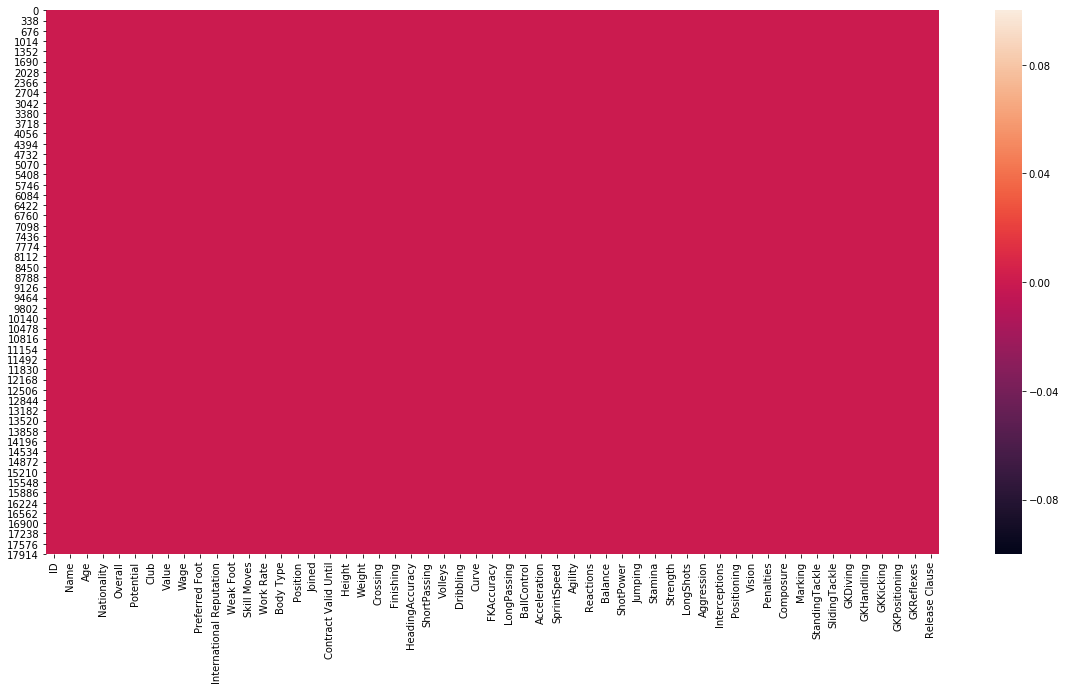 0
338
676
1014
1352
1690
2028
2366
2704
3042
3380
3718
4056
4394
4732
5070
5408
5746
6084
6422
6760
7098
7436
7774
8112
8450
8788
9126
9464
9802
10140
10478
10816
11154
11492
11830
12168
12506
12844
13182
13520
13858
14196
14534
14872
15210
15548
15886
16224
16562
16900
17238
17576
17914
ID
Name
Age
Nationality
Overall
Potential
Club
Value
Wage
Preferred Foot
International Reputation
Weak Foot
Skill Moves
Work Rate
Body Type
Position
Joined
Contract Valid Until
Height
Weight
Crossing
Finishing
HeadingAccuracy
ShortPassing
Volleys
Dribbling
Curve
FKAccuracy
LongPassing
BallControl
Acceleration
SprintSpeed
Agility
Reactions
Balance
ShotPower
Jumping
Stamina
Strength
LongShots
Aggression
Interceptions
Positioning
Vision
Penalties
Composure
Marking
StandingTackle
SlidingTackle
GKDiving
GKHandling
GKKicking
GKPositioning
GKReflexes
Release Clause
0.08
0.04
0.00
−0.04
−0.08